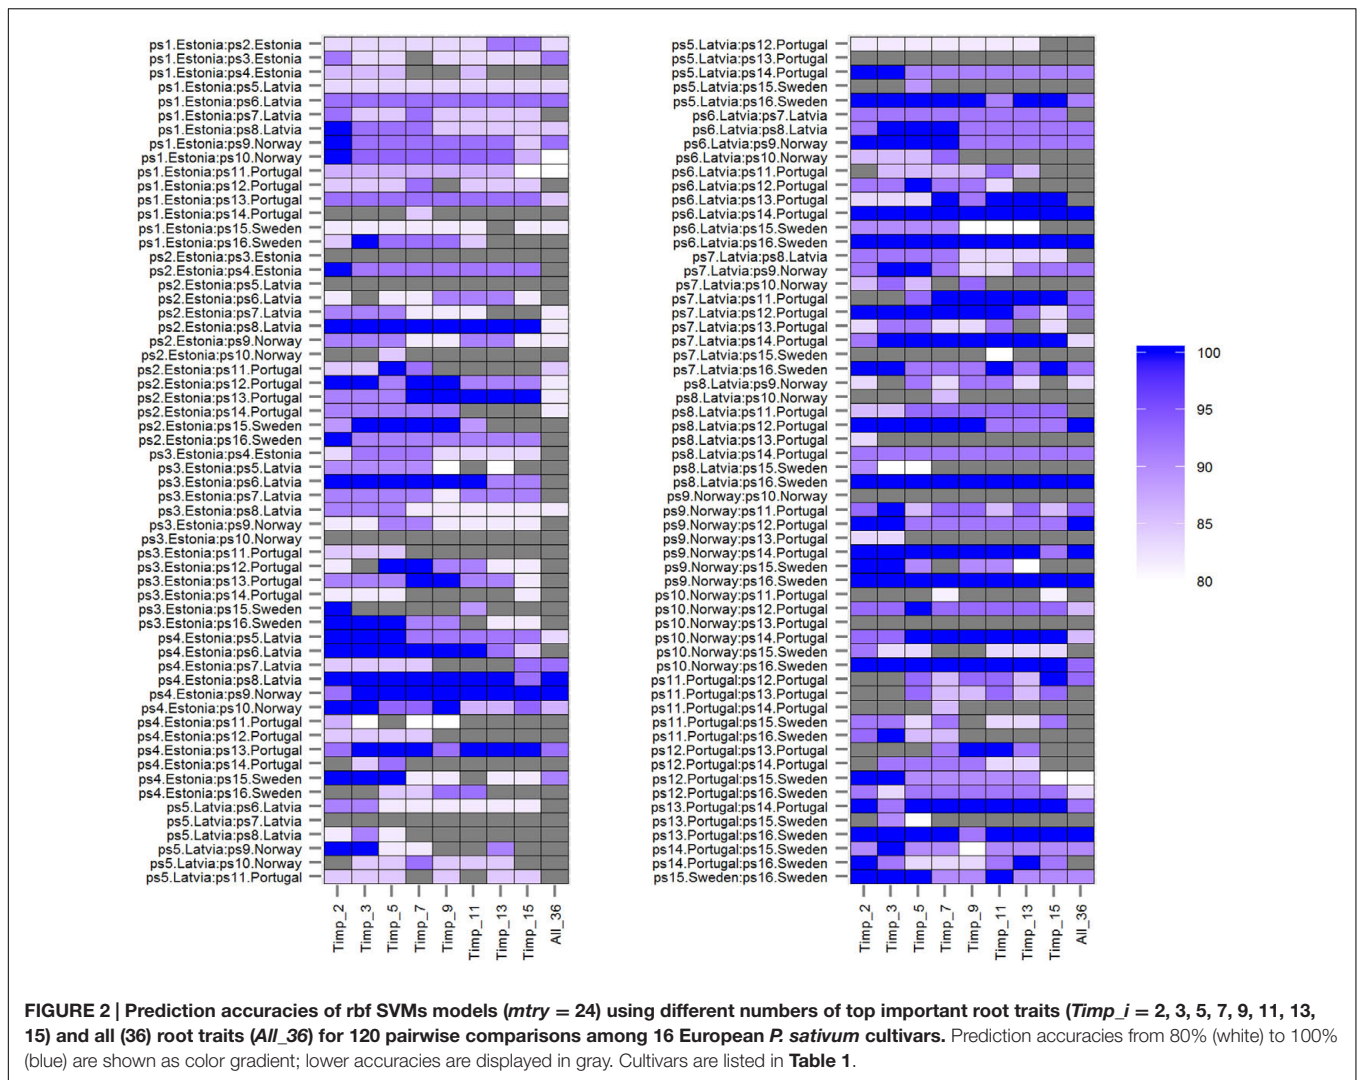 ps1.Estonia:ps2.Estonia
ps1.Estonia:ps3.Estonia
ps1.Estonia:ps4.Estonia
ps1.Estonia:ps5.Latvia
ps1.Estonia:ps6.Latvia
ps1.Estonia:ps7.Latvia
ps1.Estonia:ps8.Latvia
ps1.Estonia:ps9.Norway
ps1.Estonia:ps10.Norway
ps1.Estonia:ps11.Portugal
ps1.Estonia:ps12.Portugal
ps1.Estonia:ps13.Portugal
ps1.Estonia:ps14.Portugal
ps1.Estonia:ps15.Sweden
ps1.Estonia:ps16.Sweden
ps2.Estonia:ps3.Estonia
ps2.Estonia:ps4.Estonia
ps2.Estonia:ps5.Latvia
ps2.Estonia:ps6.Latvia
ps2.Estonia:ps7.Latvia
ps2.Estonia:ps8.Latvia
ps2.Estonia:ps9.Norway
ps2.Estonia:ps10.Norway
ps2.Estonia:ps11.Portugal
ps2.Estonia:ps12.Portugal
ps2.Estonia:ps13.Portugal
ps2.Estonia:ps14.Portugal
ps2.Estonia:ps15.Sweden
ps2.Estonia:ps16.Sweden
ps3.Estonia:ps4.Estonia
ps3.Estonia:ps5.Latvia
ps3.Estonia:ps6.Latvia
ps3.Estonia:ps7.Latvia
ps3.Estonia:ps8.Latvia
ps3.Estonia:ps9.Norway
ps3.Estonia:ps10.Norway
ps3.Estonia:ps11.Portugal
ps3.Estonia:ps12.Portugal
ps3.Estonia:ps13.Portugal
ps3.Estonia:ps14.Portugal
ps3.Estonia:ps15.Sweden
ps3.Estonia:ps16.Sweden
ps4.Estonia:ps5.Latvia
ps4.Estonia:ps6.Latvia
ps4.Estonia:ps7.Latvia
ps4.Estonia:ps8.Latvia
ps4.Estonia:ps9.Norway
ps4.Estonia:ps10.Norway
ps4.Estonia:ps11.Portugal
ps4.Estonia:ps12.Portugal
ps4.Estonia:ps13.Portugal
ps4.Estonia:ps14.Portugal
ps4.Estonia:ps15.Sweden
ps4.Estonia:ps16.Sweden
ps5.Latvia:ps6.Latvia
ps5.Latvia:ps7.Latvia
ps5.Latvia:ps8.Latvia
ps5.Latvia:ps9.Norway
ps5.Latvia:ps10.Norway
ps5.Latvia:ps11.Portugal
Timp_2
Timp_3
Timp_5
Timp_7
Timp_9
Timp_11
Timp_13
Timp_15
All_36
ps5.Latvia:ps12.Portugal
ps5.Latvia:ps13.Portugal
ps5.Latvia:ps14.Portugal
ps5.Latvia:ps15.Sweden
ps5.Latvia:ps16.Sweden
ps6.Latvia:ps7.Latvia
ps6.Latvia:ps8.Latvia
ps6.Latvia:ps9.Norway
ps6.Latvia:ps10.Norway
ps6.Latvia:ps11.Portugal
ps6.Latvia:ps12.Portugal
ps6.Latvia:ps13.Portugal
ps6.Latvia:ps14.Portugal
ps6.Latvia:ps15.Sweden
ps6.Latvia:ps16.Sweden
ps7.Latvia:ps8.Latvia
ps7.Latvia:ps9.Norway
ps7.Latvia:ps10.Norway
ps7.Latvia:ps11.Portugal
ps7.Latvia:ps12.Portugal
ps7.Latvia:ps13.Portugal
ps7.Latvia:ps14.Portugal
ps7.Latvia:ps15.Sweden
ps7.Latvia:ps16.Sweden
ps8.Latvia:ps9.Norway
ps8.Latvia:ps10.Norway
ps8.Latvia:ps11.Portugal
ps8.Latvia:ps12.Portugal
ps8.Latvia:ps13.Portugal
ps8.Latvia:ps14.Portugal
ps8.Latvia:ps15.Sweden
ps8.Latvia:ps16.Sweden
ps9.Norway:ps10.Norway
ps9.Norway:ps11.Portugal
ps9.Norway:ps12.Portugal
ps9.Norway:ps13.Portugal
ps9.Norway:ps14.Portugal
ps9.Norway:ps15.Sweden
ps9.Norway:ps16.Sweden
ps10.Norway:ps11.Portugal
ps10.Norway:ps12.Portugal
ps10.Norway:ps13.Portugal
ps10.Norway:ps14.Portugal
ps10.Norway:ps15.Sweden
ps10.Norway:ps16.Sweden
ps11.Portugal:ps12.Portugal
ps11.Portugal:ps13.Portugal
ps11.Portugal:ps14.Portugal
ps11.Portugal:ps15.Sweden
ps11.Portugal:ps16.Sweden
ps12.Portugal:ps13.Portugal
ps12.Portugal:ps14.Portugal
ps12.Portugal:ps15.Sweden
ps12.Portugal:ps16.Sweden
ps13.Portugal:ps14.Portugal
ps13.Portugal:ps15.Sweden
ps13.Portugal:ps16.Sweden
ps14.Portugal:ps15.Sweden
ps14.Portugal:ps16.Sweden
ps15.Sweden:ps16.Sweden
Timp_2
Timp_3
Timp_5
Timp_7
Timp_9
Timp_11
Timp_13
Timp_15
All_36
100
95
90
85
80
FIGURE 2 | Prediction accuracies of rbf SVMs models (mtry = 24) using different numbers of top important root traits (Timp_i = 2, 3, 5, 7, 9, 11, 13,
15) and all (36) root traits (All_36) for 120 pairwise comparisons among 16 European P. sativum cultivars. Prediction accuracies from 80% (white) to 100%
(blue) are shown as color gradient; lower accuracies are displayed in gray. Cultivars are listed in Table 1.